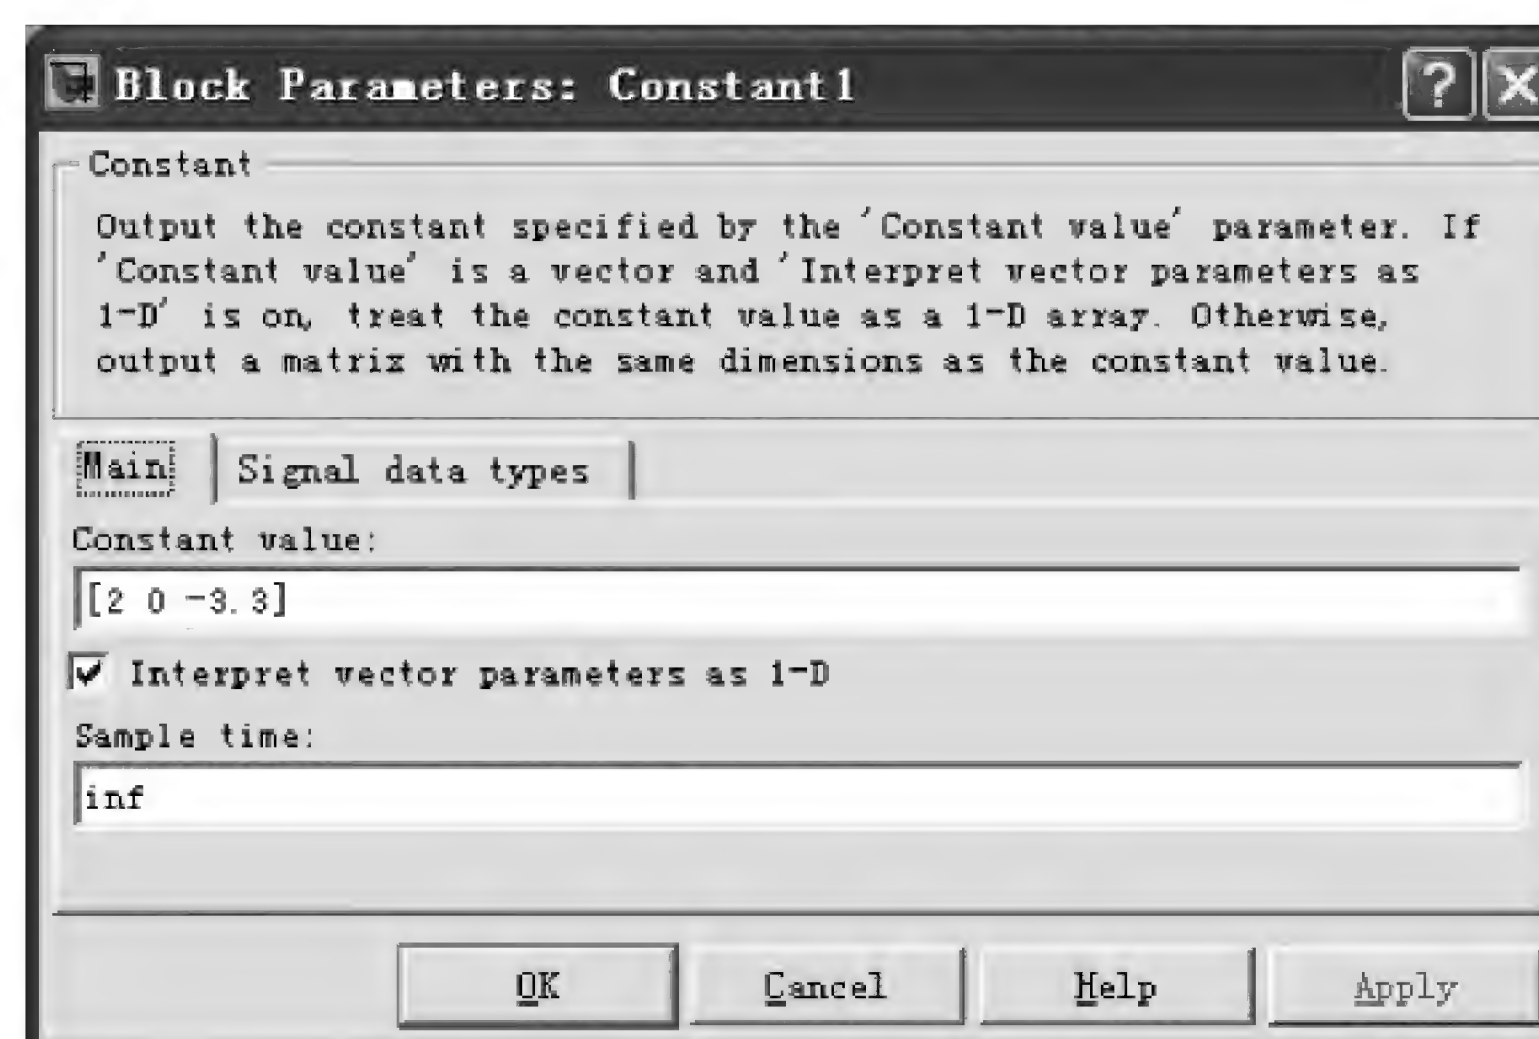 Block Parameters: Constant1
Constant
Output the constant specified by the 'Constant value' parameter. If
'Constant value' is a vector and 'Interpret vector parameters as
1-D' is on, treat the constant value as a 1-D array. Otherwise,
output a matrix with the same dimensions as the constant value.
Main Signal data types
Constant value:
[2 0 -3.3]
Interpret vector parameters as 1-D
Sample time:
inf
OK Cancel Help Apply